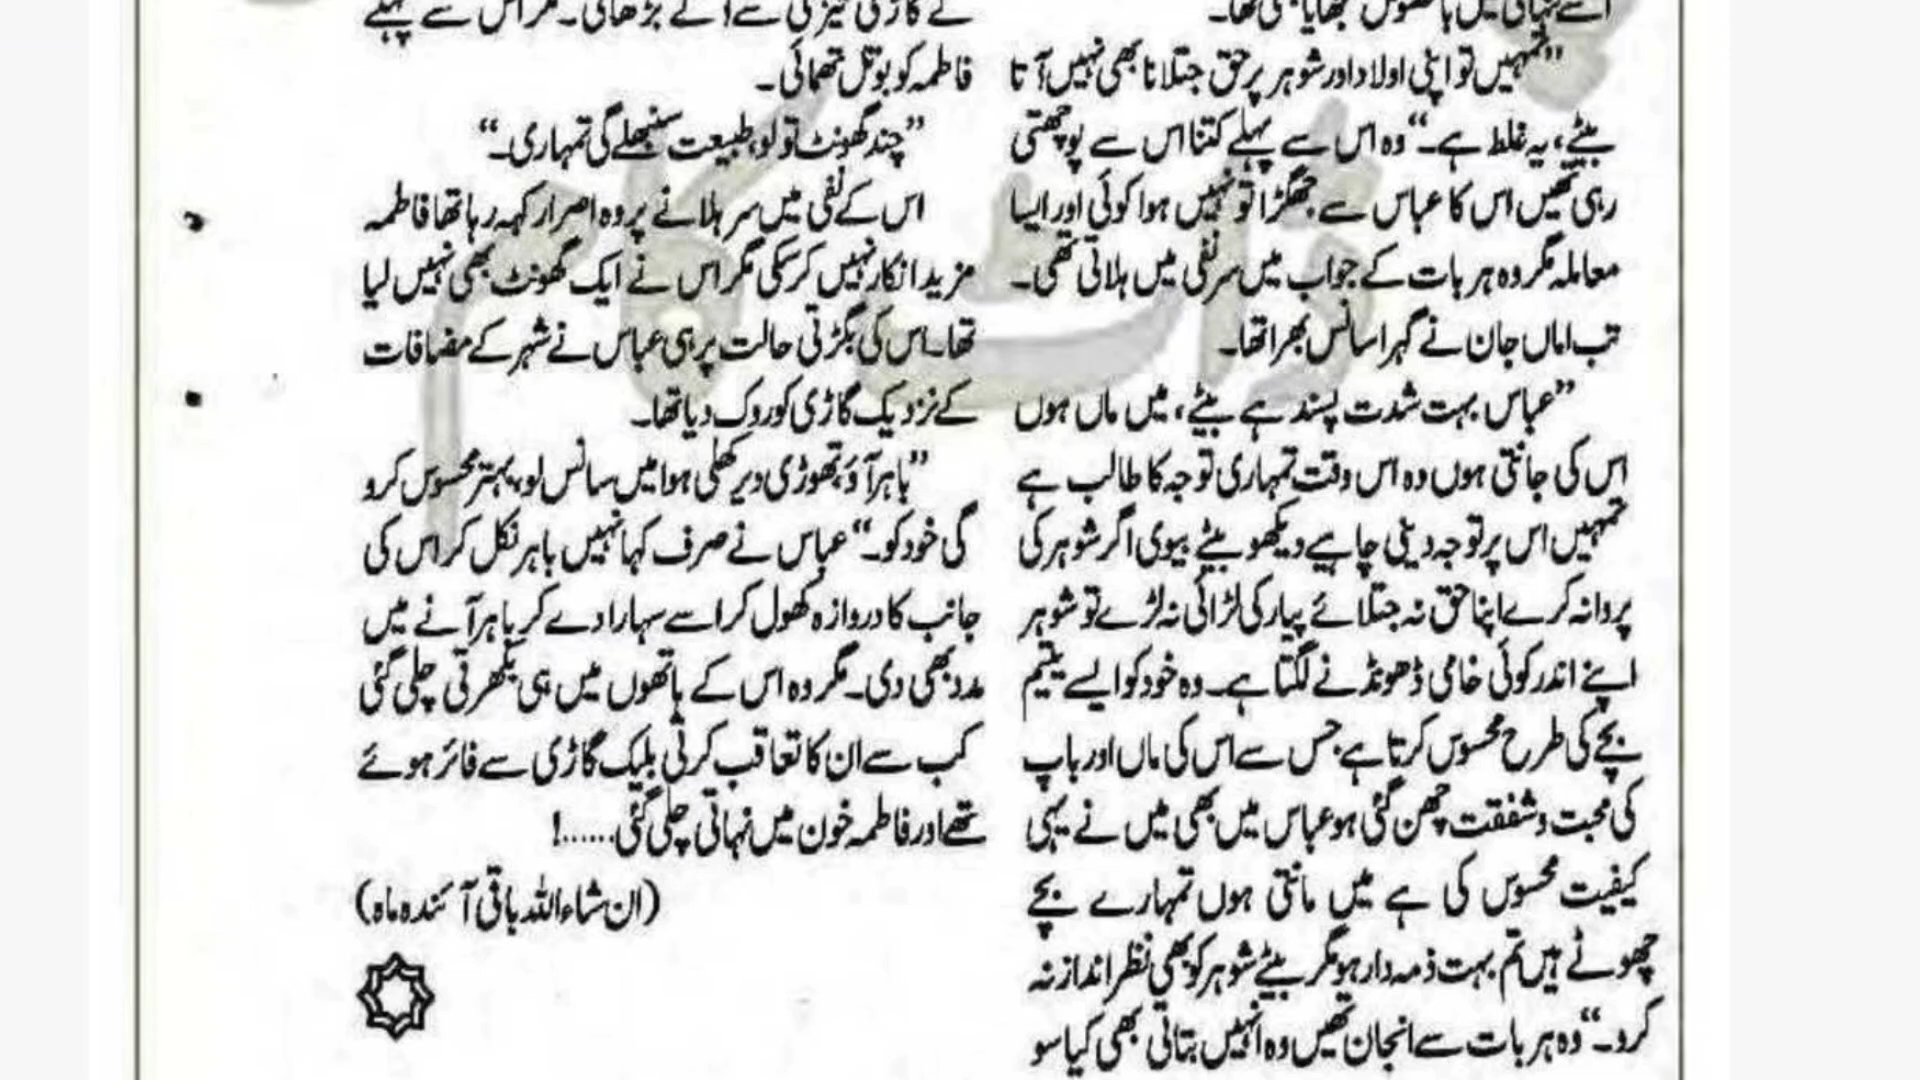 اسے تنہائی میں بالخصوص سمجھایا بھی تھا۔
”تمہیں تو اپنی اولاد اور شوہر پر حق جتلانا بھی نہیں آتا
بیٹے، یہ غلط ہے۔“ وہ اس سے پہلے کتنا اس سے پوچھتی
رہی تھیں اس کا عباس سے جھگڑا تو نہیں ہوا کوئی اور ایسا
معاملہ مگر وہ ہر بات کے جواب میں سر نفی میں ہلاتی تھی۔
تب اماں جان نے گہرا سانس بھرا تھا۔
”عباس بہت شدت پسند ہے بیٹے، میں ماں ہوں
اس کی جانتی ہوں وہ اس وقت تمہاری توجہ کا طالب ہے
تمہیں اس پر توجہ دینی چاہیے دیکھو بیٹے بیوی اگر شوہر کی
پروا نہ کرے اپنا حق نہ جتلائے پیار کی لڑائی نہ لڑے تو شوہر
اپنے اندر کوئی خامی ڈھونڈنے لگتا ہے۔ وہ خود کو ایسے یتیم
بچے کی طرح محسوس کرتا ہے جس سے اس کی ماں اور باپ
کی محبت و شفقت چھن گئی ہو عباس میں بھی میں نے یہی
کیفیت محسوس کی ہے میں مانتی ہوں تمہارے بچے
چھوٹے ہیں تم بہت ذمہ دار ہو مگر بیٹے شوہر کو بھی نظر انداز نہ
کرو۔“ وہ ہر بات سے انجان تھیں وہ انہیں بتاتی بھی کیا سو
نے گاڑی تیزی سے آگے بڑھائی۔ مگر اس سے پہلے
فاطمہ کو بوتل تھمائی۔
”چند گھونٹ تو لو، طبیعت سنبھلے گی تمہاری۔“
اس کے نفی میں سر ہلانے پر وہ اصرار کہہ رہا تھا فاطمہ
مزید انکار نہیں کر سکی مگر اس نے ایک گھونٹ بھی نہیں لیا
تھا۔ اس کی بگڑتی حالت پر ہی عباس نے شہر کے مضافات
کے نزدیک گاڑی کو روک دیا تھا۔
”باہر آؤ، تھوڑی دیر کھلی ہوا میں سانس لو، بہتر محسوس کرو
گی خود کو۔“ عباس نے صرف کہا نہیں باہر نکل کر اس کی
جانب کا دروازہ کھول کر اسے سہارا دے کر باہر آنے میں
مدد بھی دی۔ مگر وہ اس کے ہاتھوں میں ہی بکھرتی چلی گئی
کب سے ان کا تعاقب کرتی بلیک گاڑی سے فائر ہوئے
تھے اور فاطمہ خون میں نہاتی چلی گئی......!
(ان شاء اللہ باقی آئندہ ماہ)